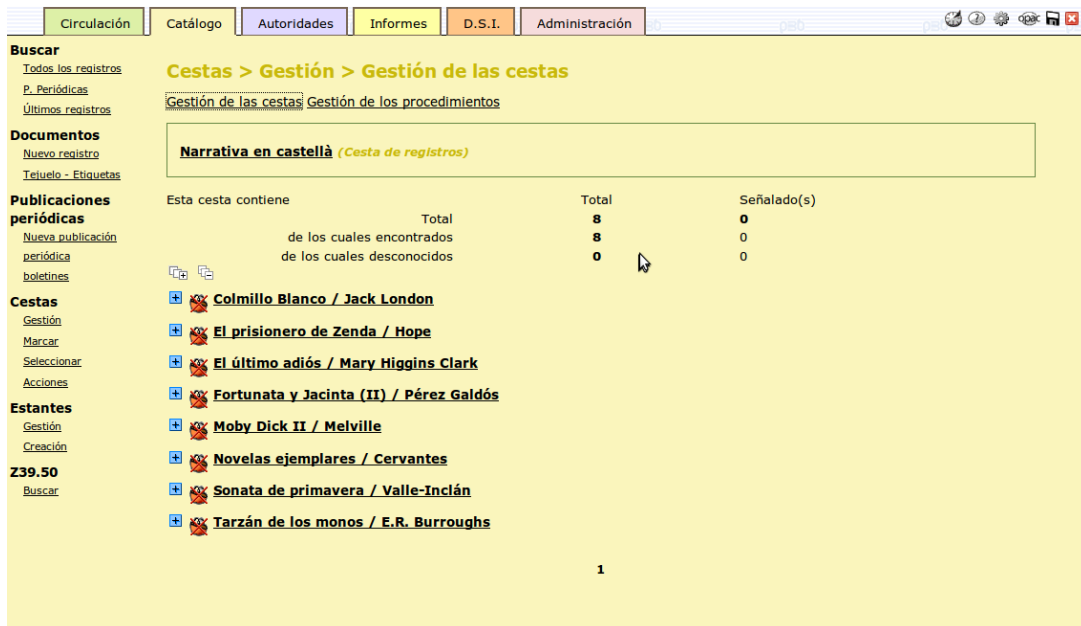 Circulación Catálogo Autoridades Informes D.S.I. Administración opac
Buscar
Todos los registros
P. Periódicas
Últimos registros
Documentos
Nuevo registro
Tejuelo - Etiquetas
Publicaciones
periódicas
Nueva publicación
periódica
boletines
Cestas
Gestión
Marcar
Seleccionar
Acciones
Estantes
Gestión
Creación
Z39.50
Buscar
Cestas > Gestión > Gestión de las cestas
Gestión de las cestas Gestión de los procedimientos
Narrativa en castellà (Cesta de registros)
Esta cesta contiene Total Señalado(s)
Total 8 0
de los cuales encontrados 8 0
de los cuales desconocidos 0 0
Colmillo Blanco / Jack London
El prisionero de Zenda / Hope
El último adiós / Mary Higgins Clark
Fortunata y Jacinta (II) / Pérez Galdós
Moby Dick II / Melville
Novelas ejemplares / Cervantes
Sonata de primavera / Valle-Inclán
Tarzán de los monos / E.R. Burroughs
1